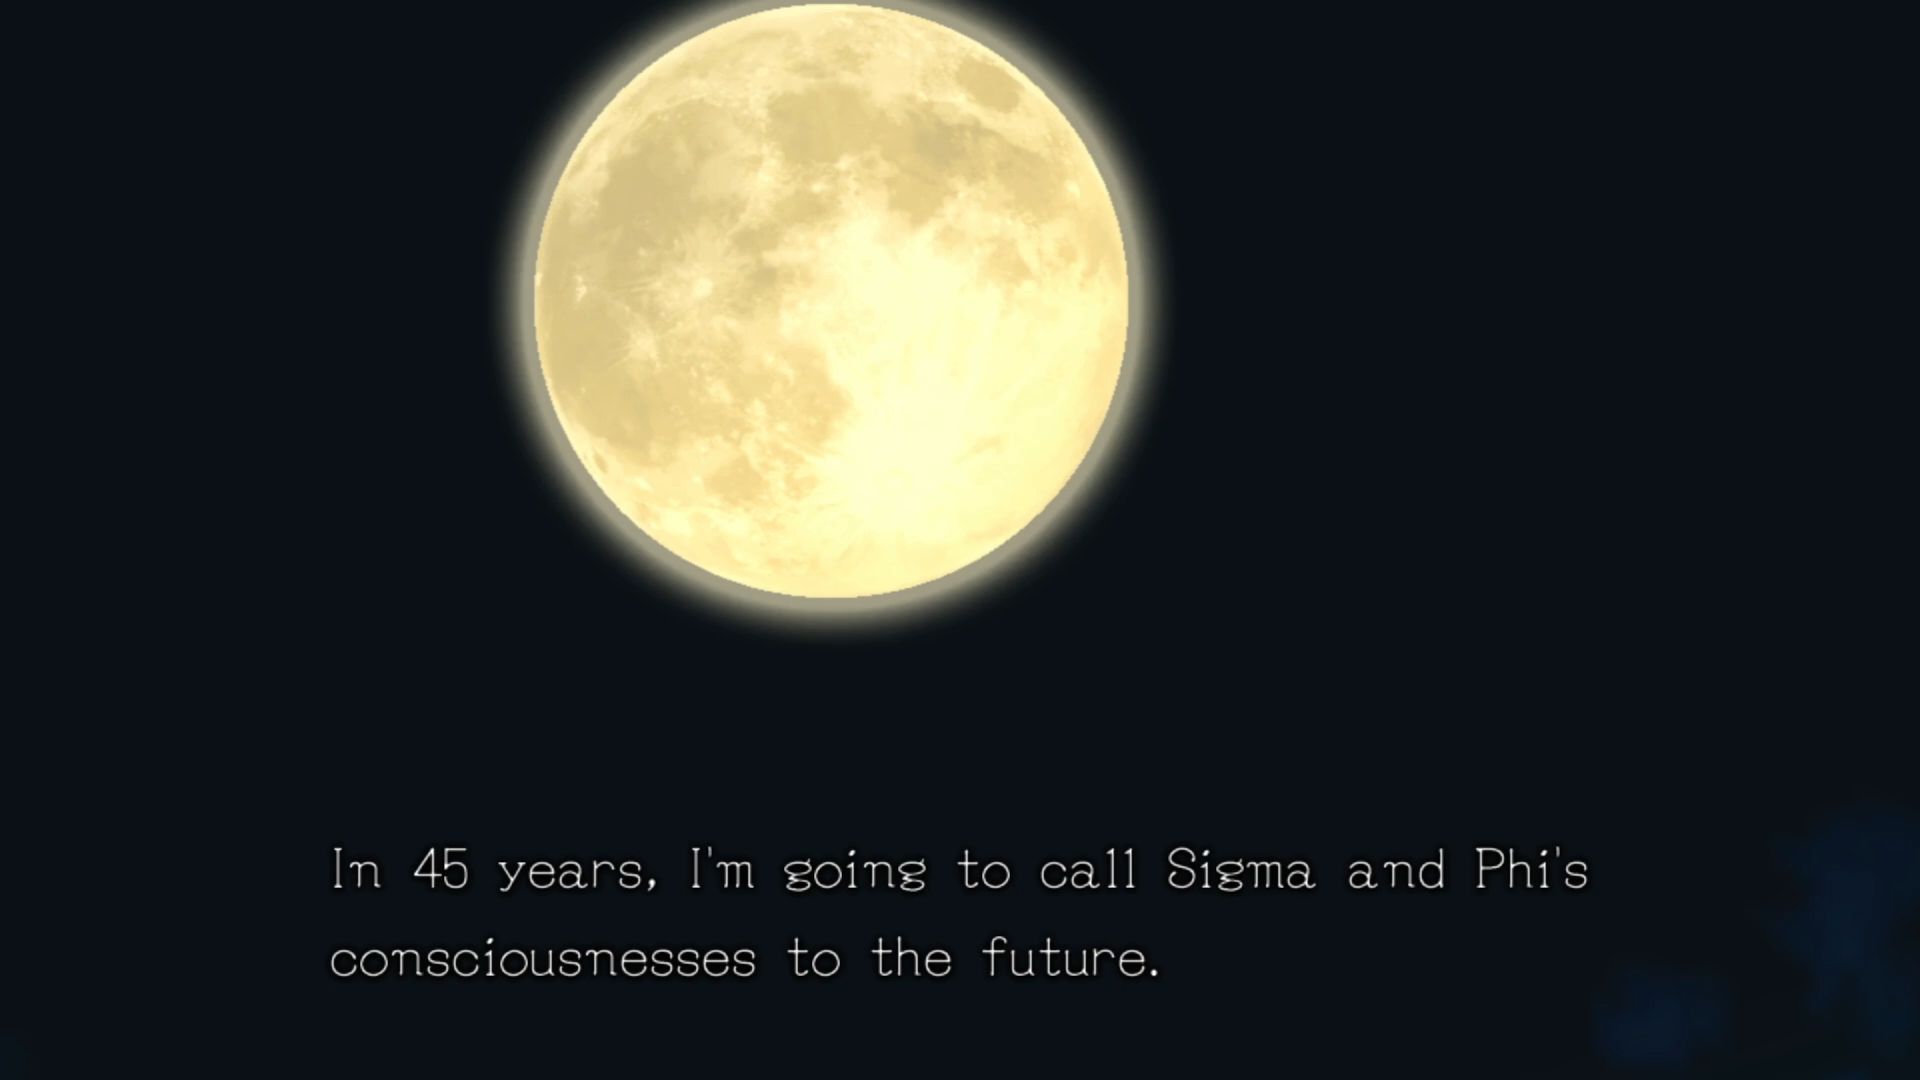 In 45 years, I'm going to call Sigma and Phi's
consciousnesses to the future.